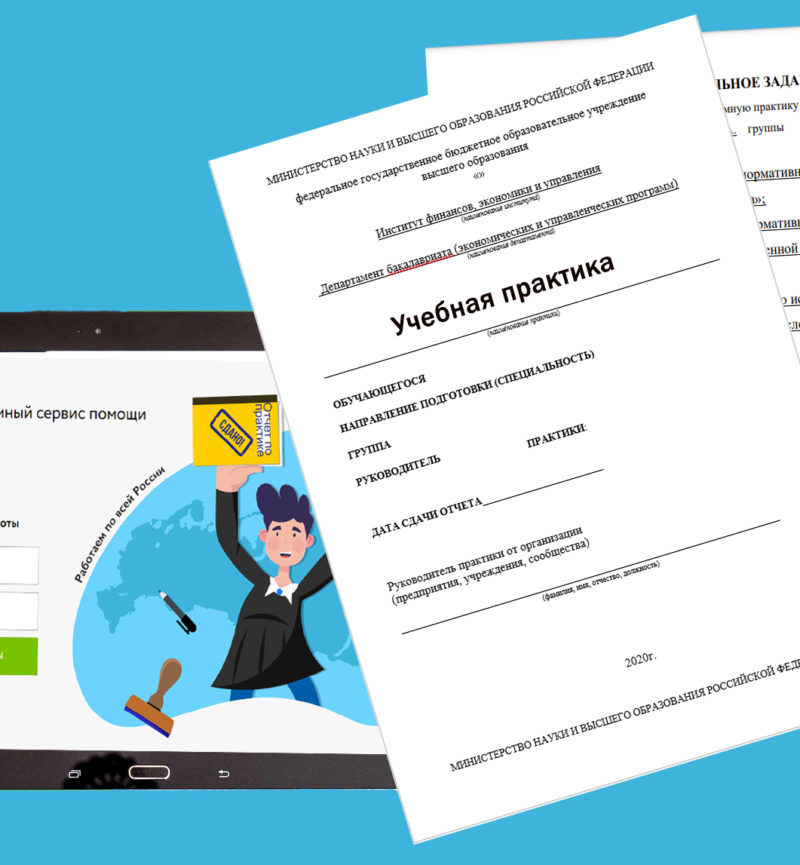 МИНИСТЕРСТВО НАУКИ И ВЫСШЕГО ОБРАЗОВАНИЯ РОССИЙСКОЙ ФЕДЕРАЦИИ
федеральное государственное бюджетное образовательное учреждение
высшего образования
«о»
Институт финансов, экономики и управления
(наименование института)
Департамент бакалавриата (экономических и управленческих программ)
(наименование департамента)
Учебная практика
(наименование практики)
ОБУЧАЮЩЕГОСЯ
НАПРАВЛЕНИЕ ПОДГОТОВКИ (СПЕЦИАЛЬНОСТЬ)
ГРУППА
РУКОВОДИТЕЛЬ ПРАКТИКИ:
ДАТА СДАЧИ ОТЧЕТА
Руководитель практики от организации
(предприятия, учреждения, сообщества)
(фамилия, имя, отчество, должность)
2020г.
МИНИСТЕРСТВО НАУКИ И ВЫСШЕГО ОБРАЗОВАНИЯ РОССИЙСКОЙ ФЕДЕРА
ЛЬНОЕ ЗАДА
мную практику
группы
нормативн
а»;
рмативн
енной
о ис
сле
иный сервис помощи
оты
ы
Работаем по всей России
Отчет по
практике
СДАНО!